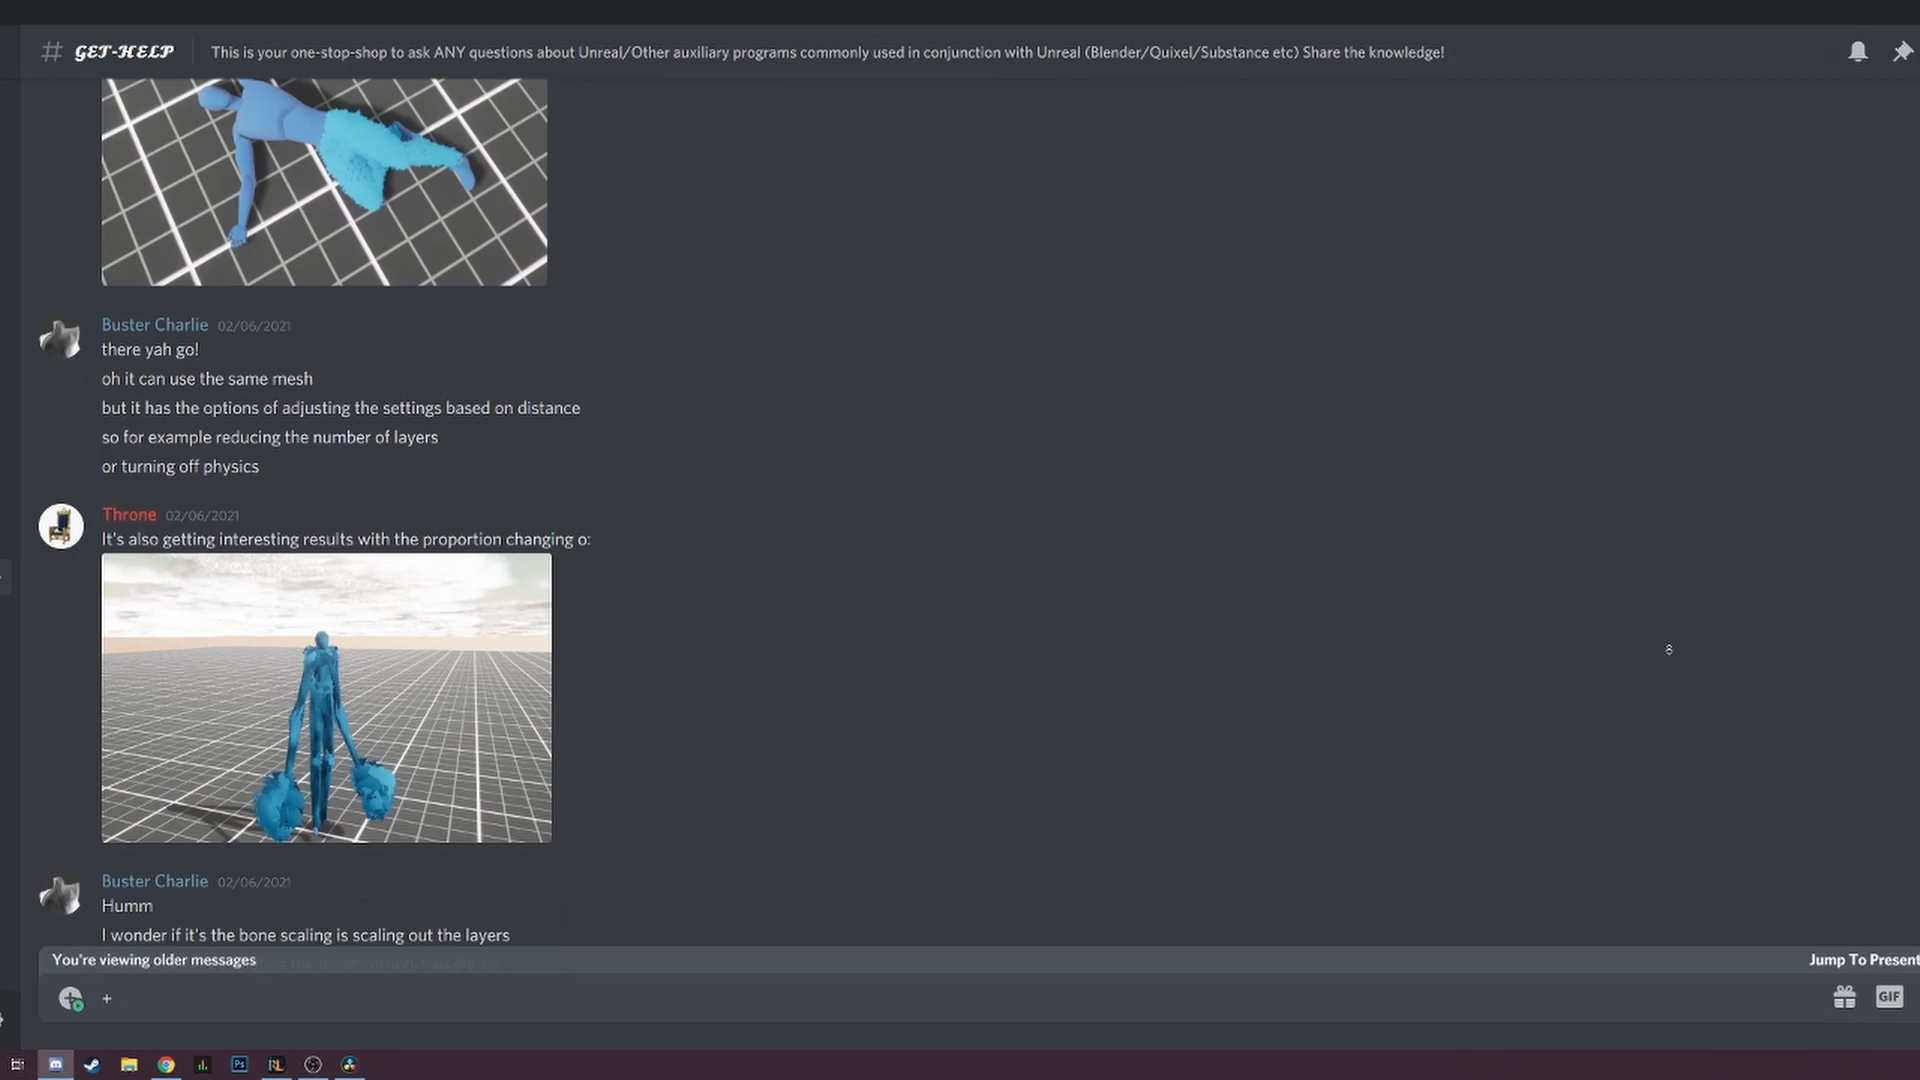 # GET-HELP
This is your one-stop-shop to ask ANY questions about Unreal/Other auxiliary programs commonly used in conjunction with Unreal (Blender/Quixel/Substance etc) Share the knowledge!
Buster Charlie 02/06/2021
there yah go!
oh it can use the same mesh
but it has the options of adjusting the settings based on distance
so for example reducing the number of layers
or turning off physics
Throne 02/06/2021
It's also getting interesting results with the proportion changing o:
Buster Charlie 02/06/2021
Humm
I wonder if it's the bone scaling is scaling out the layers
You're viewing older messages
Jump To Present
+
GIF
Ps